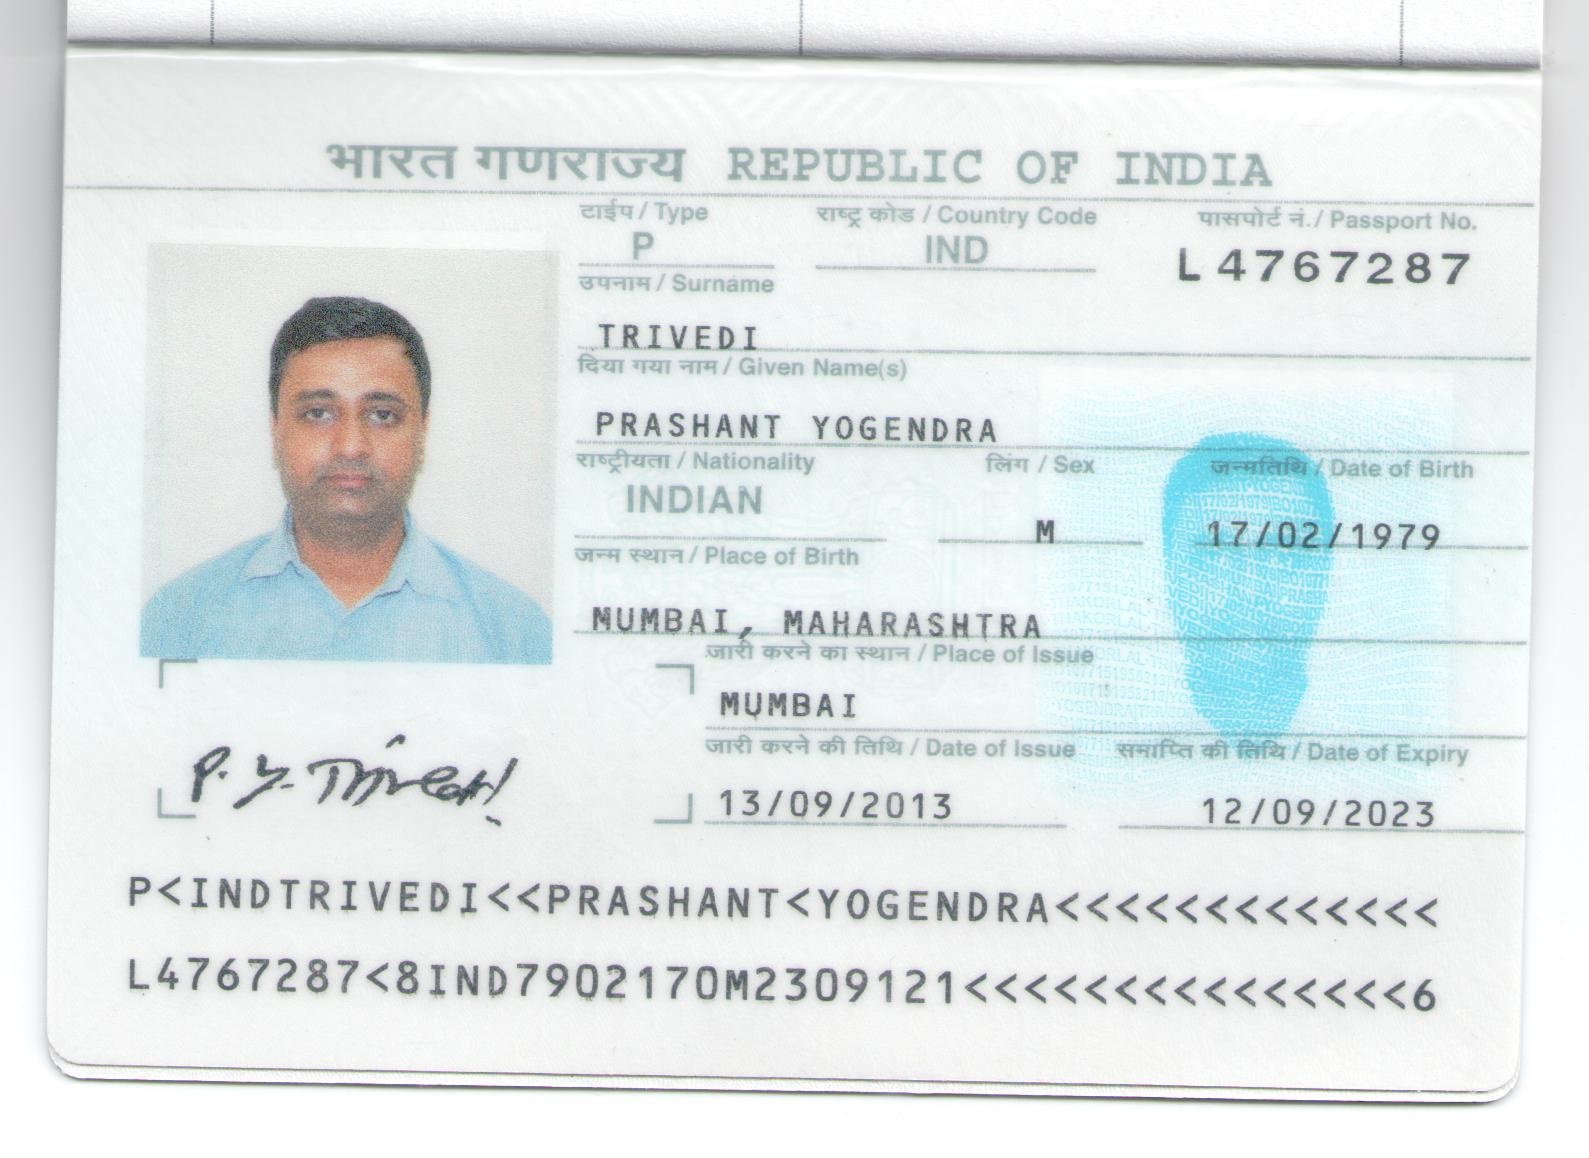 भारत गणराज्य REPUBLIC OF INDIA
टाईप / Type राष्ट्र कोड / Country Code पासपोर्ट नं. / Passport No.
P IND L4767287
उपनाम / Surname
TRIVEDI
दिया गया नाम / Given Name(s)
PRASHANT YOGENDRA
राष्ट्रीयता / Nationality लिंग / Sex जन्मतिथि / Date of Birth
INDIAN M 17/02/1979
जन्म स्थान / Place of Birth
MUMBAI, MAHARASHTRA
जारी करने का स्थान / Place of Issue
MUMBAI
जारी करने की तिथि / Date of Issue समाप्ति की तिथि / Date of Expiry
13/09/2013 12/09/2023
P. Y. Trivedi
P<INDTRIVEDI<<PRASHANT<YOGENDRA<<<<<<<<<<<<<
L4767287<8IND7902170M2309121<<<<<<<<<<<<<<<6